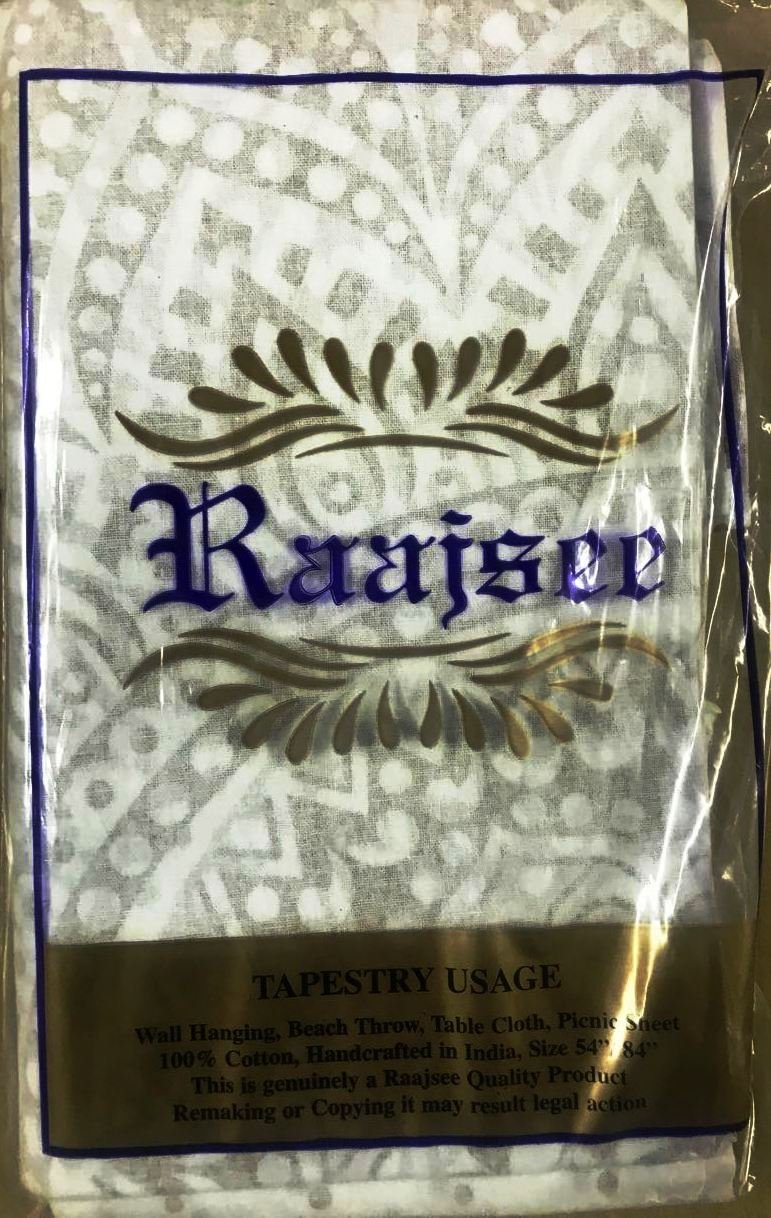 Raajsee
TAPESTRY USAGE
Wall Hanging, Beach Throw, Table Cloth, Picnic Sheet
100% Cotton, Handcrafted in India, Size 54” 84”
This is genuinely a Raajsee Quality Product
Remaking or Copying it may result legal action